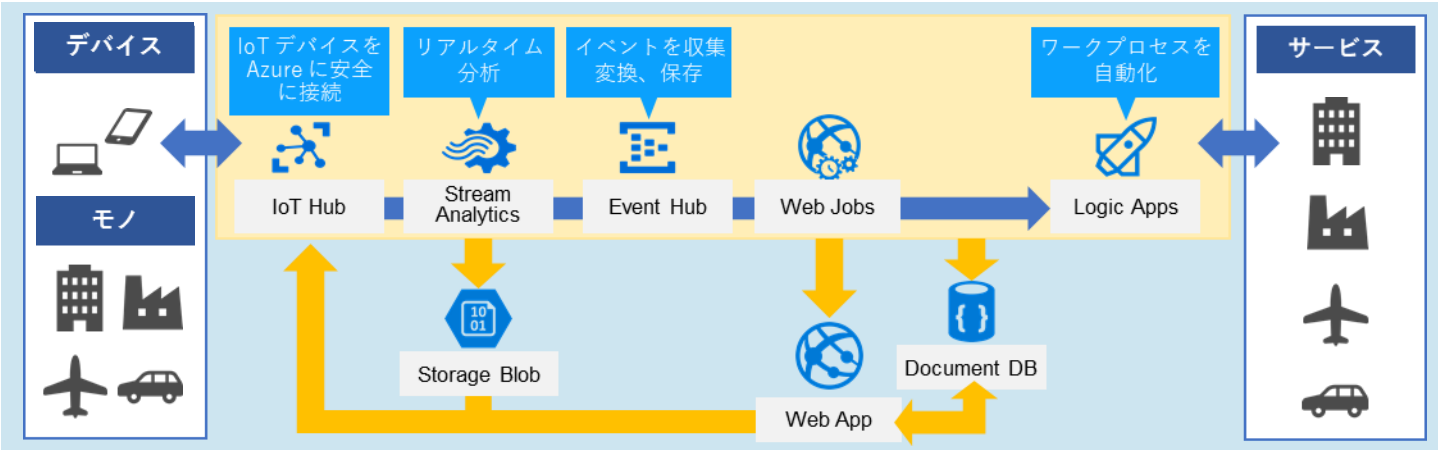 デバイス
モノ
IoT デバイスを
Azure に安全
に接続
リアルタイム
分析
イベントを収集
変換、保存
ワークプロセスを
自動化
サービス
IoT Hub
Stream
Analytics
Event Hub
Web Jobs
Logic Apps
10
01
Storage Blob
{ }
Document DB
Web App